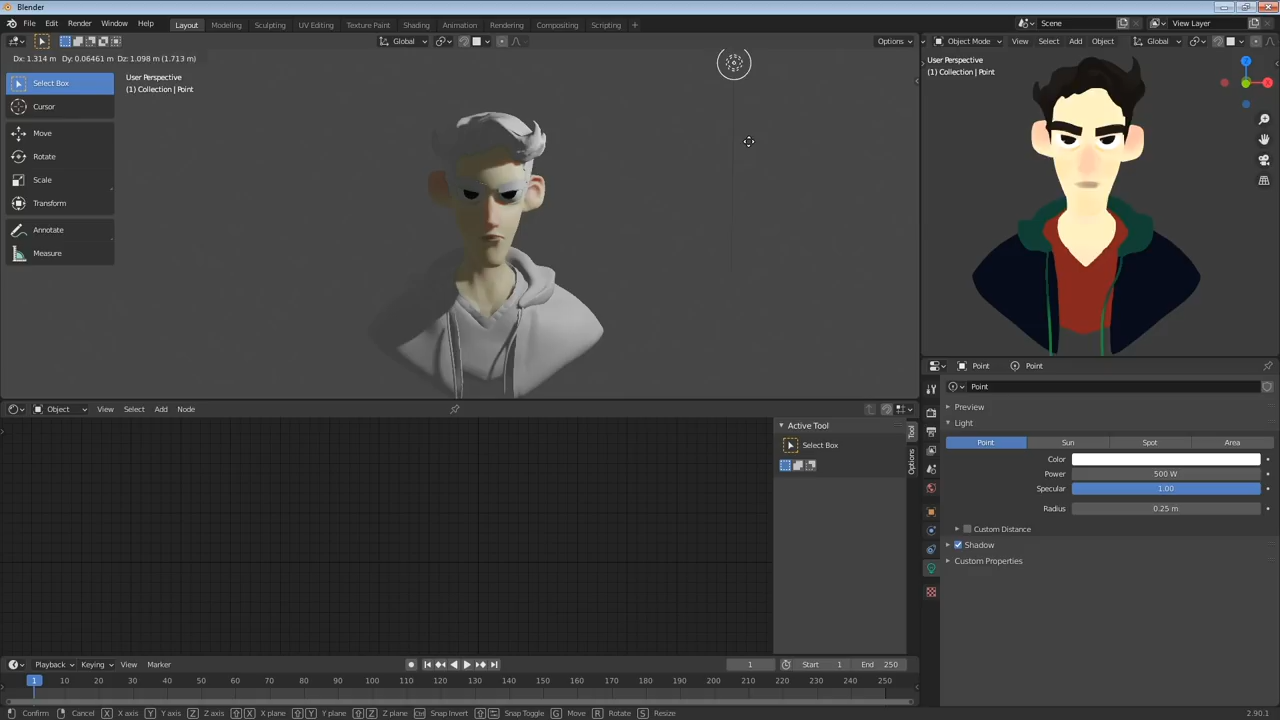 Blender
File Edit Render Window Help Layout Modeling Sculpting UV Editing Texture Paint Shading Animation Rendering Compositing Scripting + Scene View Layer
Global Options Object Mode View Select Add Object Global
Dx: 1.314 m Dy: 0.06461 m Dz: 1.098 m (1.713 m)
User Perspective
(1) Collection | Point
User Perspective
(1) Collection | Point
Z
X
Select Box
Cursor
Move
Rotate
Scale
Transform
Annotate
Measure
Point Point
Point
Preview
Light
Point Sun Spot Area
Color
Power 500 W
Specular 1.00
Radius 0.25 m
Custom Distance
Shadow
Custom Properties
Object View Select Add Node
Active Tool
Select Box
Tool
Options
Playback Keying View Marker 1 Start 1 End 250
1 10 20 30 40 50 60 70 80 90 100 110 120 130 140 150 160 170 180 190 200 210 220 230 240 250
Confirm Cancel X X axis Y Y axis Z Z axis X X plane Y Y plane Z Z plane Snap Invert Snap Toggle G Move R Rotate S Resize 2.90.1